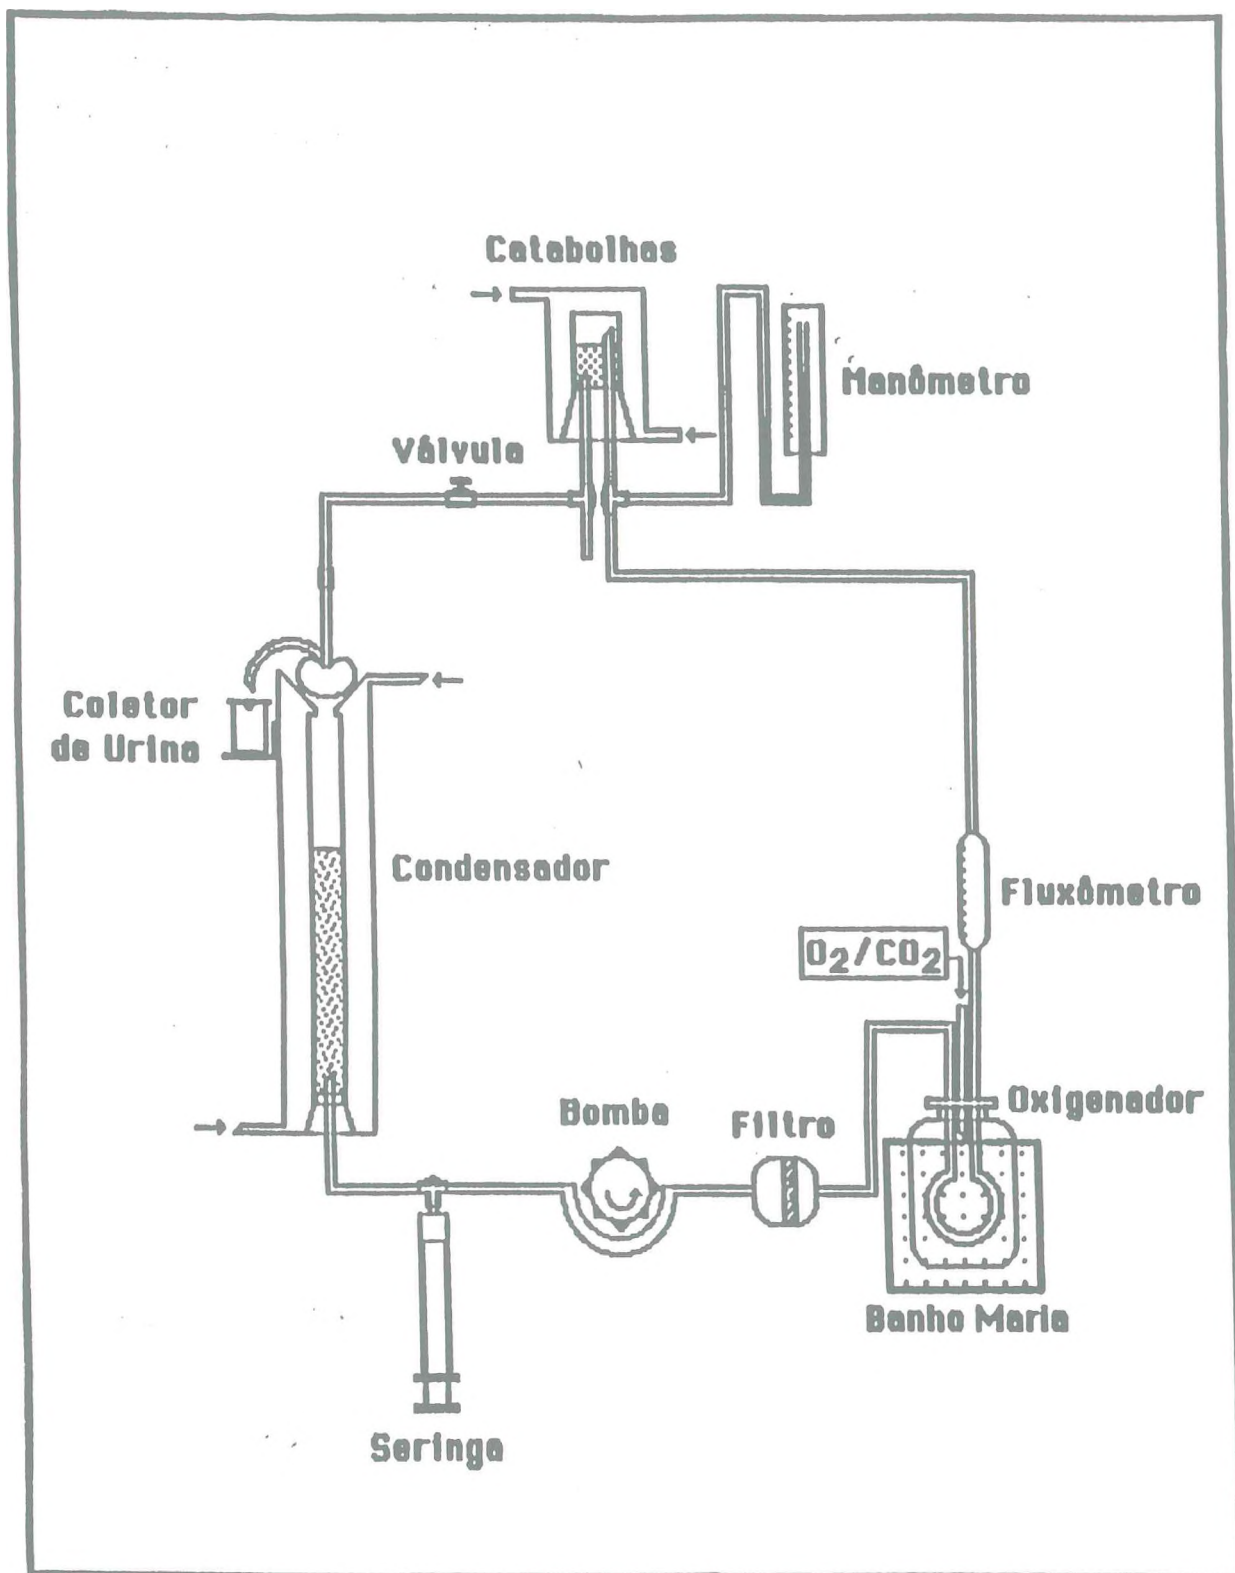 Catabolhas
Manômetro
Válvula
Coletor
de Urina
Condensador
Fluxômetro
O2/CO2
Oxigenador
Bomba
Filtro
Banho Maria
Seringa